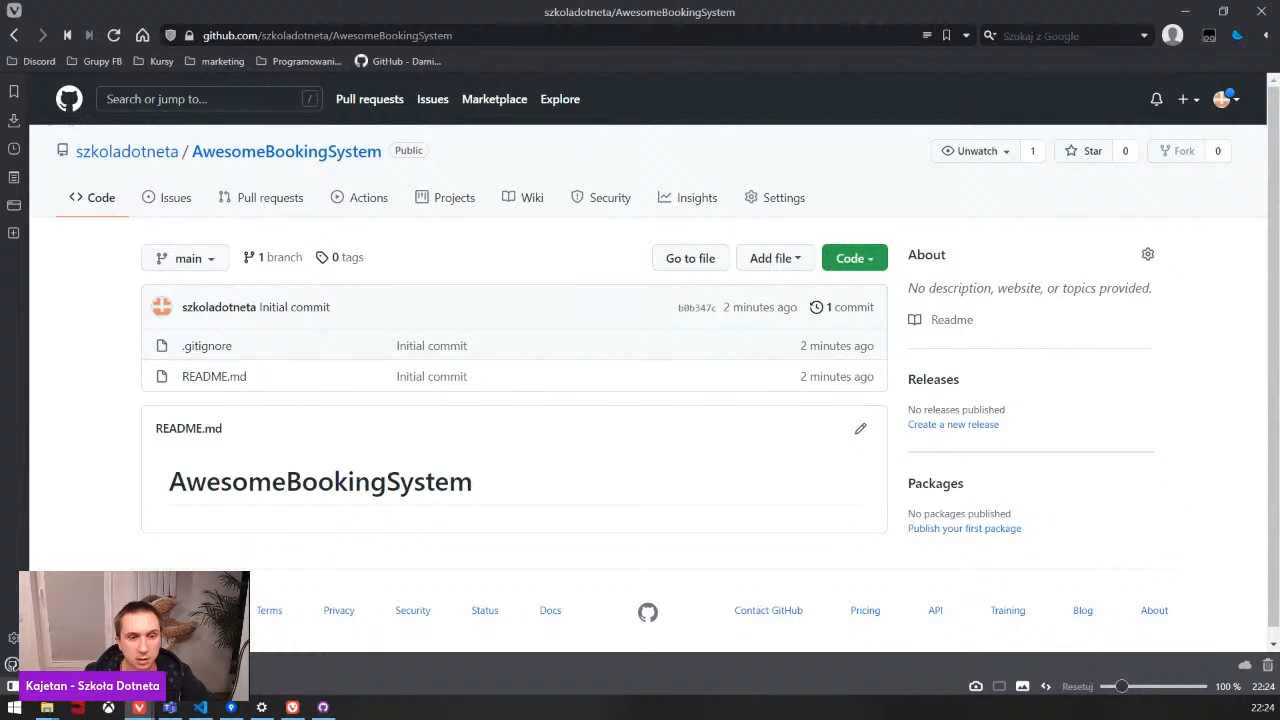 szkoladotneta/AwesomeBookingSystem
github.com/szkoladotneta/AwesomeBookingSystem
Szukaj z Google
Discord
Grupy FB
Kursy
marketing
Programowani...
GitHub - Dami...
Search or jump to...
/
Pull requests
Issues
Marketplace
Explore
szkoladotneta / AwesomeBookingSystem
Public
Unwatch
1
Star
0
Fork
0
Code
Issues
Pull requests
Actions
Projects
Wiki
Security
Insights
Settings
main
1 branch
0 tags
Go to file
Add file
Code
About
szkoladotneta Initial commit
b0b347c
2 minutes ago
1 commit
No description, website, or topics provided.
.gitignore
Initial commit
2 minutes ago
Readme
README.md
Initial commit
2 minutes ago
Releases
No releases published
Create a new release
README.md
AwesomeBookingSystem
Packages
No packages published
Publish your first package
Terms
Privacy
Security
Status
Docs
Contact GitHub
Pricing
API
Training
Blog
About
Kajetan - Szkoła Dotneta
Resetuj
100 %
22:24
22:24